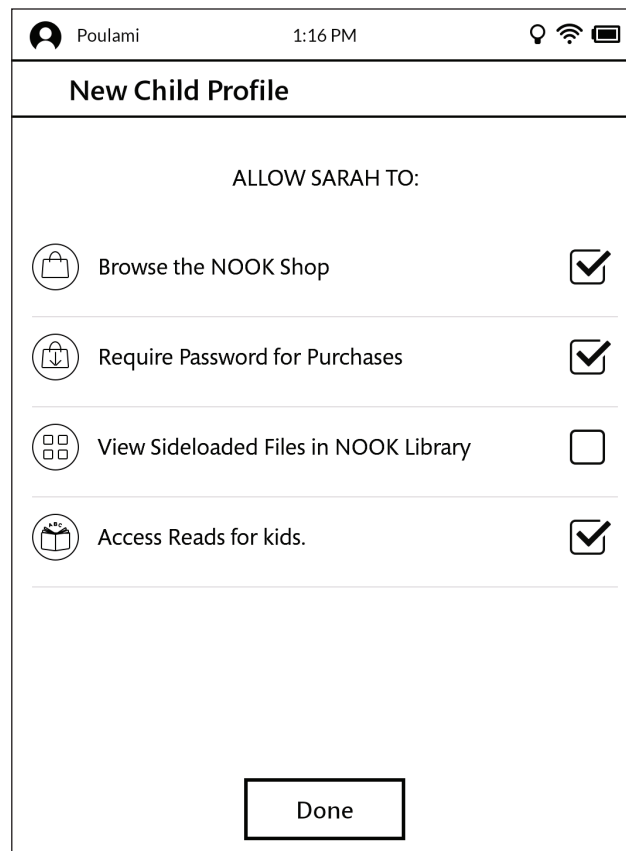 Poulami
1:16 PM
New Child Profile
ALLOW SARAH TO:
Browse the NOOK Shop
Require Password for Purchases
View Sideloaded Files in NOOK Library
ABC
Access Reads for kids.
Done